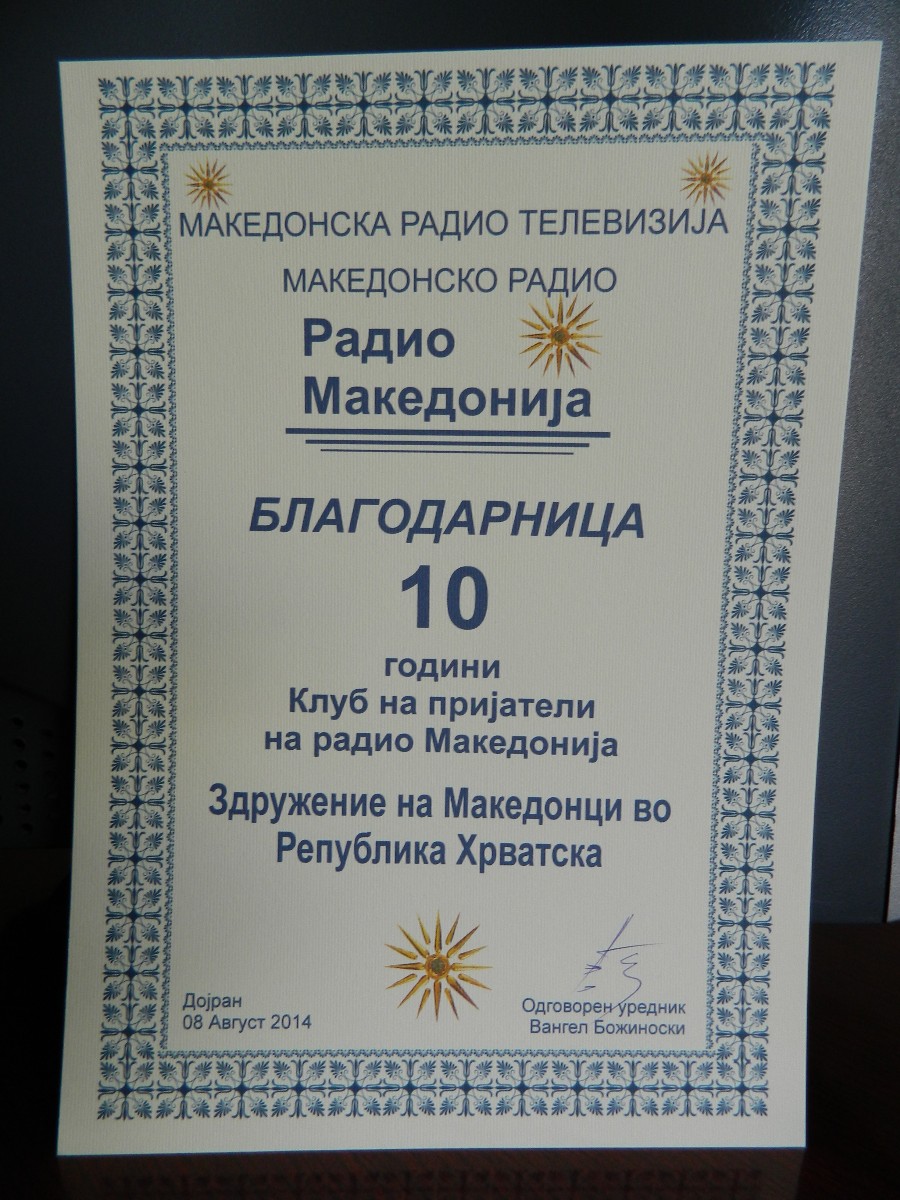 МАКЕДОНСКА РАДИО ТЕЛЕВИЗИЈА
МАКЕДОНСКО РАДИО
Радио
Македонија
БЛАГОДАРНИЦА
10
години
Клуб на пријатели
на радио Македонија
Здружение на Македонци во
Република Хрватска
Дојран
08 Август 2014
Одговорен уредник
Вангел Божиноски